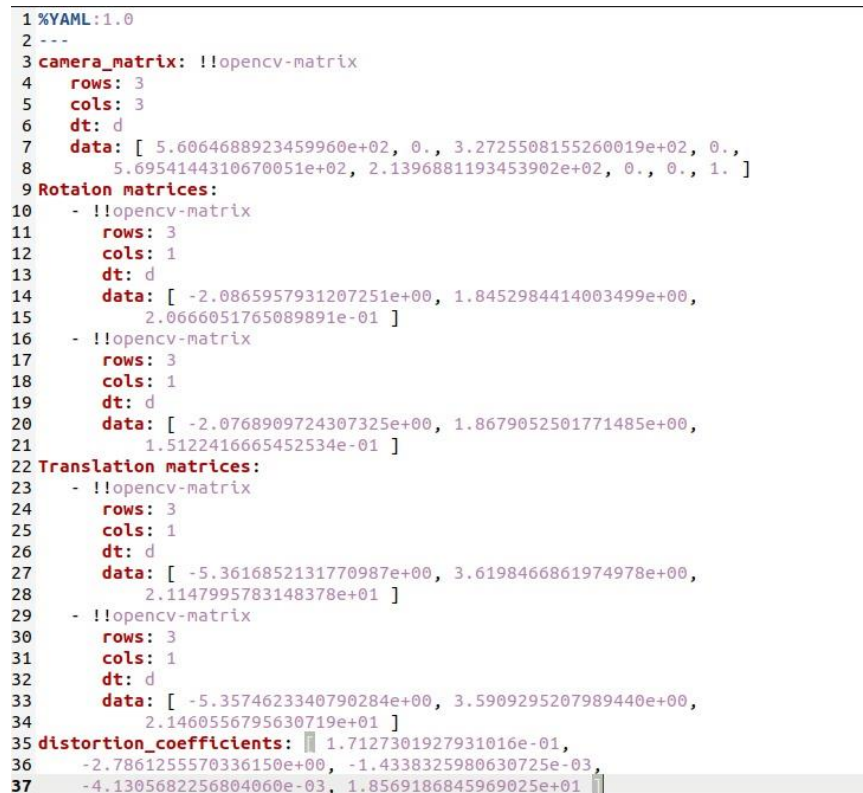 1 %YAML:1.0
2 ---
3 camera_matrix: !!opencv-matrix
4 rows: 3
5 cols: 3
6 dt: d
7 data: [ 5.6064688923459960e+02, 0., 3.2725508155260019e+02, 0.,
8 5.6954144310670051e+02, 2.1396881193453902e+02, 0., 0., 1. ]
9 Rotaion matrices:
10 - !!opencv-matrix
11 rows: 3
12 cols: 1
13 dt: d
14 data: [ -2.0865957931207251e+00, 1.8452984414003499e+00,
15 2.0666051765089891e-01 ]
16 - !!opencv-matrix
17 rows: 3
18 cols: 1
19 dt: d
20 data: [ -2.0768909724307325e+00, 1.8679052501771485e+00,
21 1.5122416665452534e-01 ]
22 Translation matrices:
23 - !!opencv-matrix
24 rows: 3
25 cols: 1
26 dt: d
27 data: [ -5.3616852131770987e+00, 3.6198466861974978e+00,
28 2.1147995783148378e+01 ]
29 - !!opencv-matrix
30 rows: 3
31 cols: 1
32 dt: d
33 data: [ -5.3574623340790284e+00, 3.5909295207989440e+00,
34 2.1460556795630719e+01 ]
35 distortion_coefficients: [ 1.7127301927931016e-01,
36 -2.7861255570336150e+00, -1.4338325980630725e-03,
37 -4.1305682256804060e-03, 1.8569186845969025e+01 ]